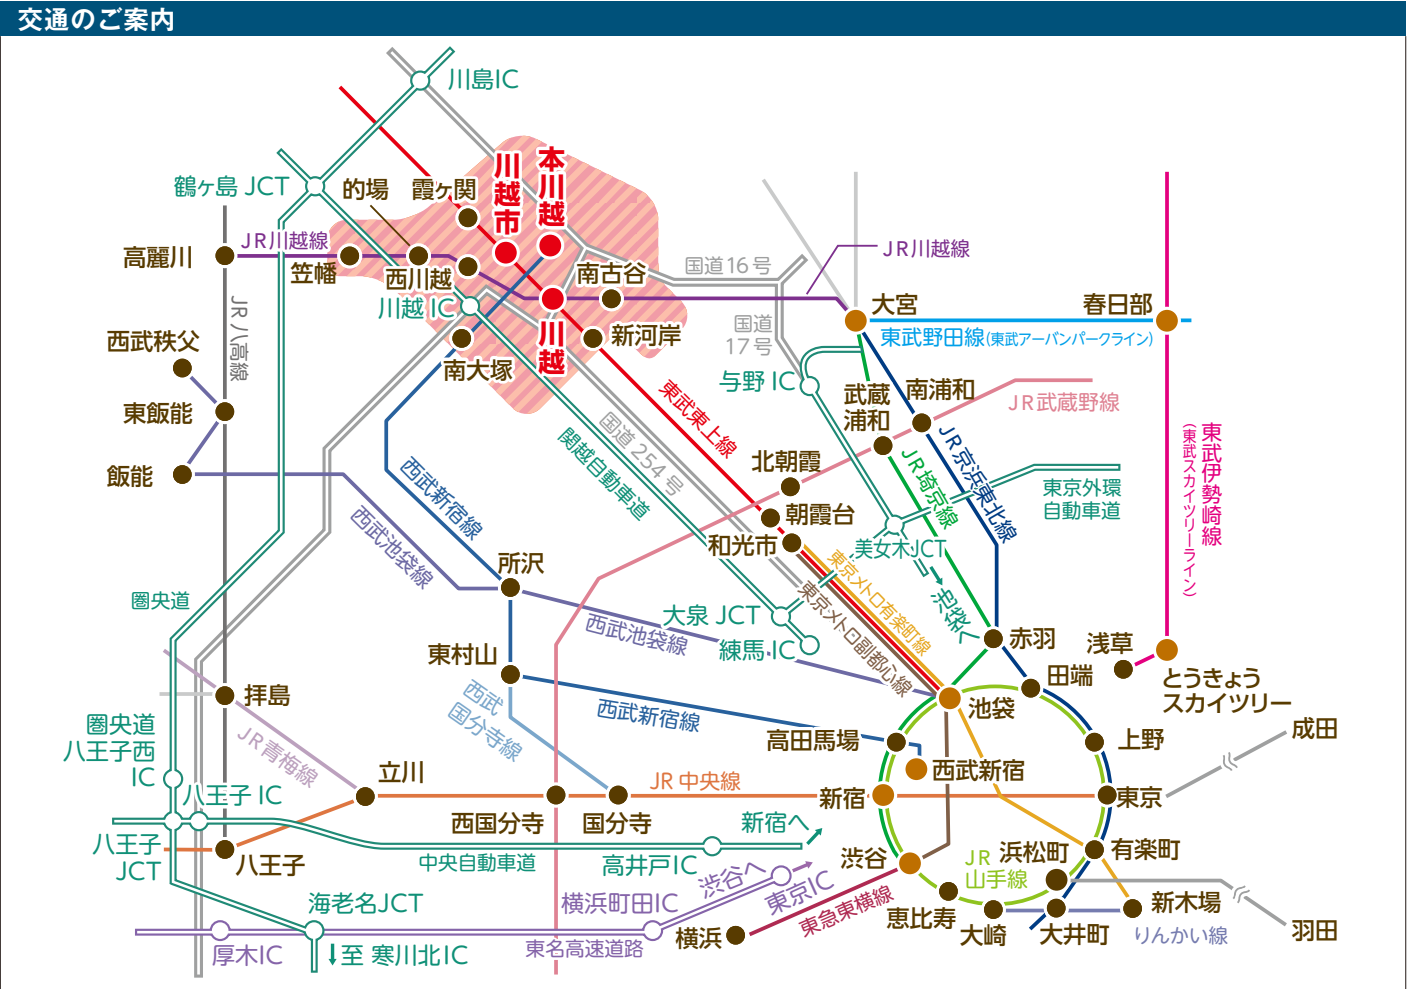 交通のご案内
川島IC
鶴ヶ島 JCT
的場
霞ヶ関
川越市
本川越
高麗川
JR川越線
笠幡
西川越
川越 IC
南古谷
国道16号
JR川越線
大宮
春日部
東武野田線(東武アーバンパークライン)
国道
17号
JR八高線
西武秩父
南大塚
川越
新河岸
与野 IC
武蔵
浦和
南浦和
JR武蔵野線
東飯能
飯能
東武東上線
国道254号
関越自動車道
西武新宿線
西武池袋線
北朝霞
朝霞台
和光市
JR埼京線
JR京浜東北線
東京外環
自動車道
東武伊勢崎線
(東武スカイツリーライン)
美女木JCT
池袋へ
東京メトロ有楽町線
東京メトロ副都心線
所沢
圏央道
大泉 JCT
西武池袋線
練馬 IC
赤羽
浅草
東村山
田端
とうきょう
スカイツリー
拝島
西武
国分寺線
西武新宿線
池袋
圏央道
八王子西
IC
JR青梅線
高田馬場
上野
成田
西武新宿
立川
JR 中央線
八王子 IC
新宿
東京
西国分寺
国分寺
新宿へ
八王子
JCT
八王子
中央自動車道
高井戸IC
渋谷
JR
山手線
浜松町
有楽町
渋谷へ
東京IC
海老名JCT
横浜町田IC
東急東横線
恵比寿
新木場
厚木IC
↓至 寒川北IC
東名高速道路
横浜
大崎
大井町
りんかい線
羽田